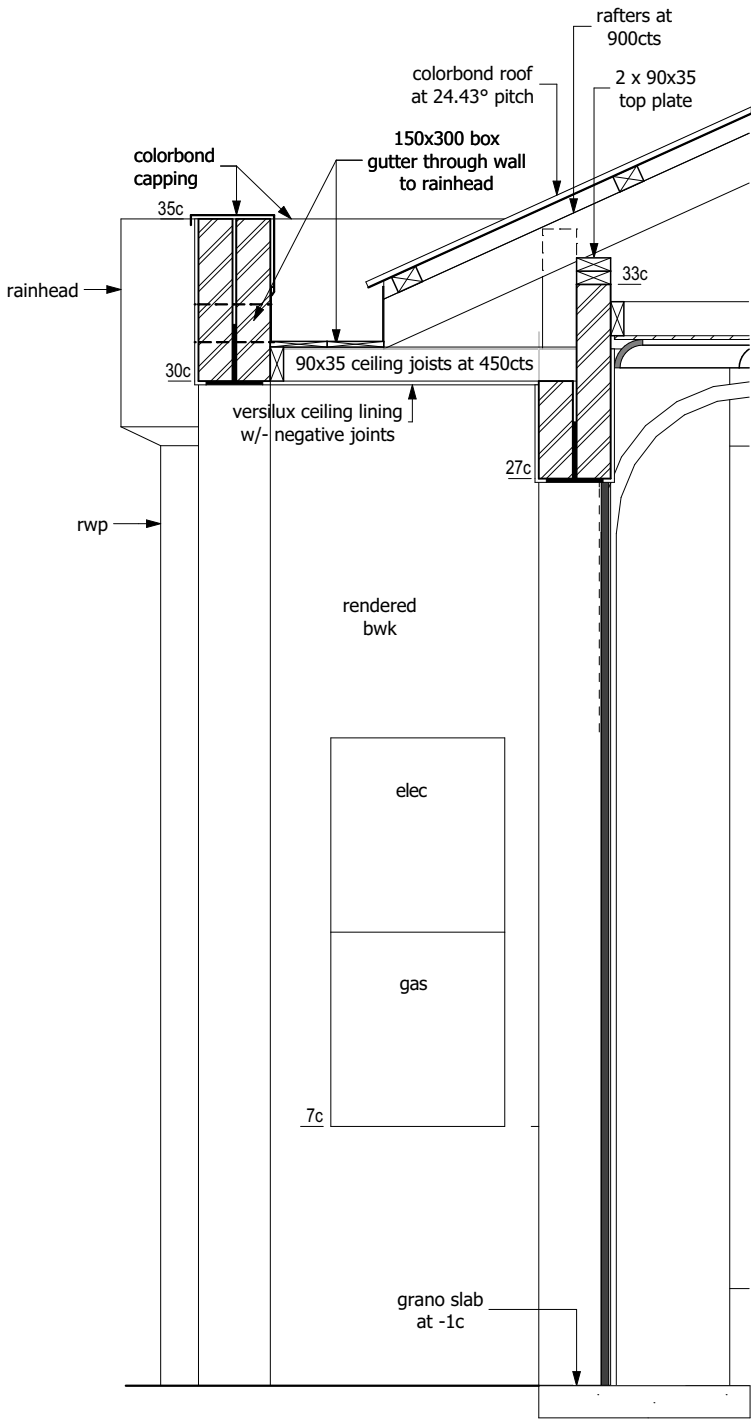 rafters at
900cts
colorbond roof
at 24.43° pitch
2 x 90x35
top plate
150x300 box
gutter through wall
to rainhead
colorbond
capping
35c
rainhead
33c
90x35 ceiling joists at 450cts
30c
versilux ceiling lining
w/- negative joints
27c
rwp
rendered
bwk
elec
gas
7c
grano slab
at -1c